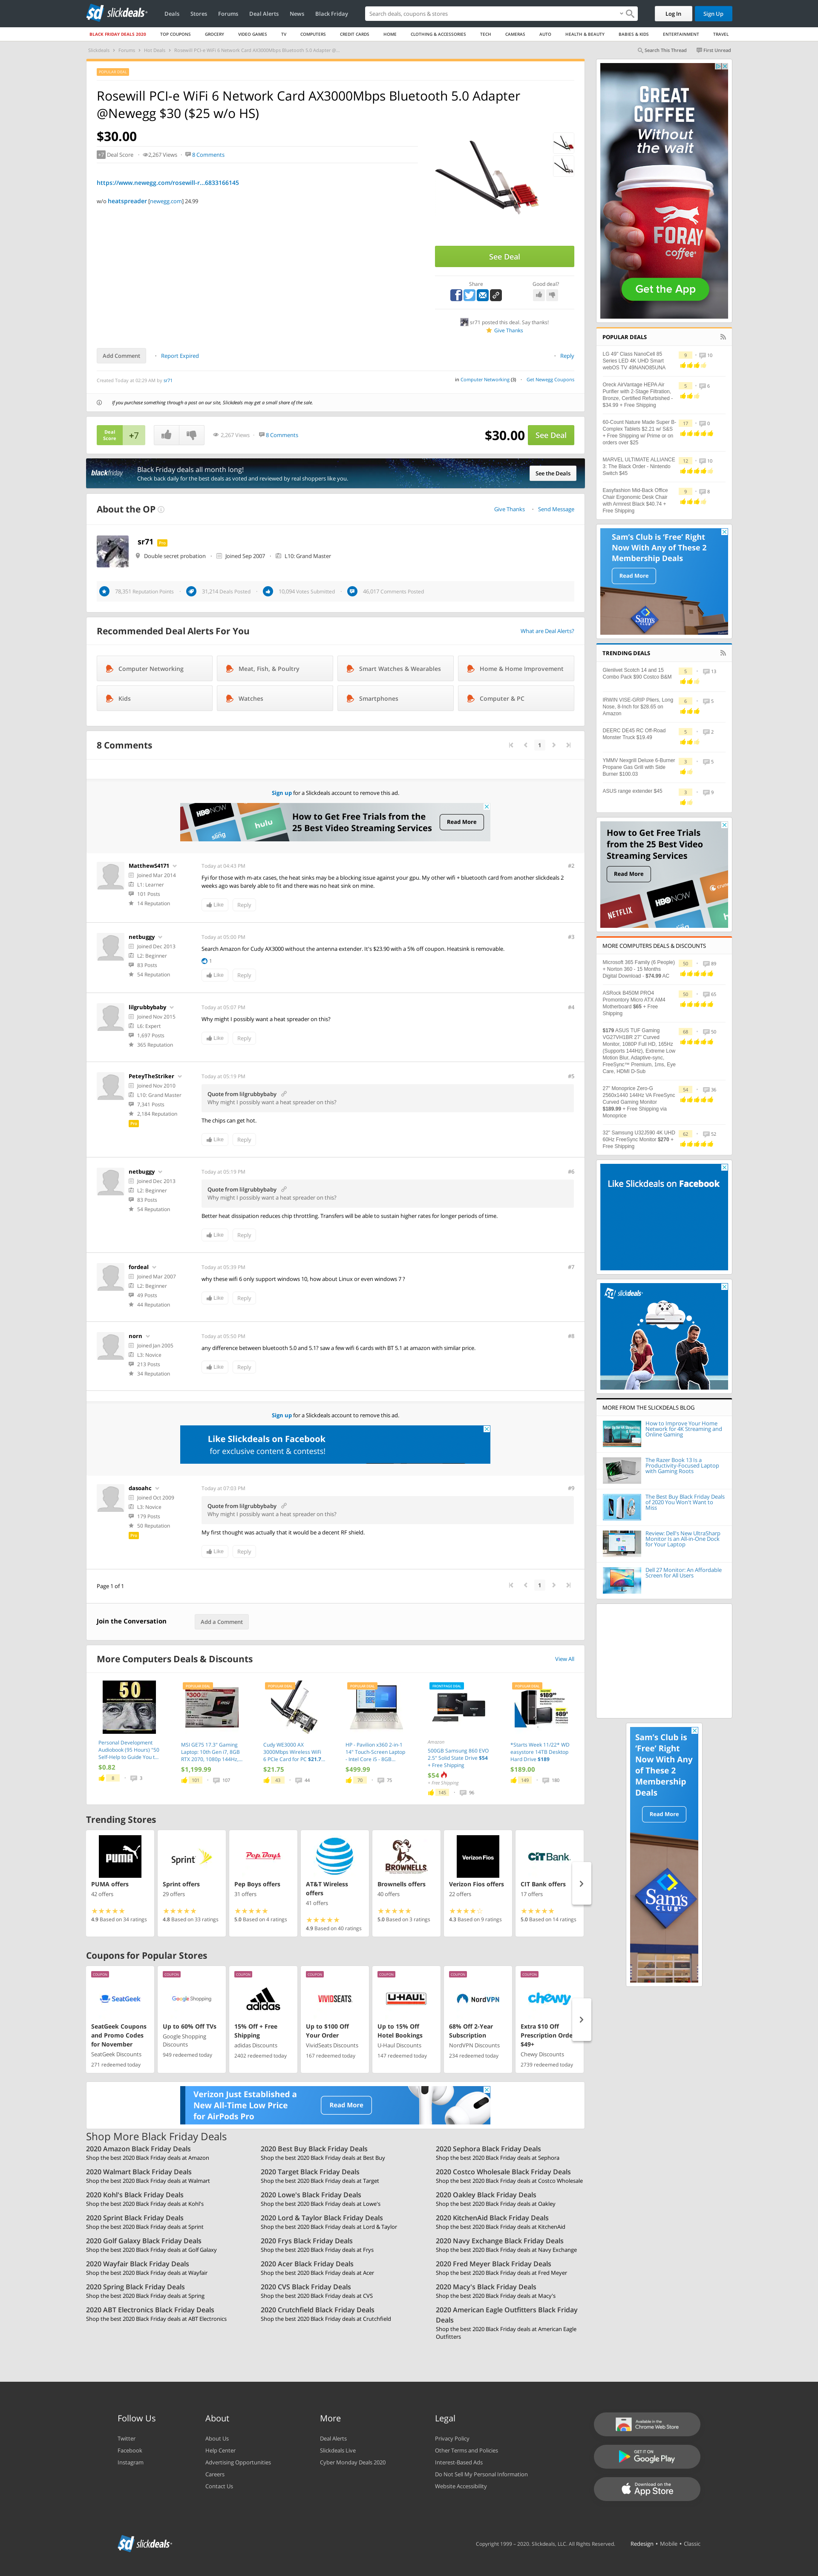 slickdeals
Deals Stores Forums Deal Alerts News Black Friday
Search deals, coupons & stores
Log In Sign Up
BLACK FRIDAY DEALS 2020 TOP COUPONS GROCERY VIDEO GAMES TV COMPUTERS CREDIT CARDS HOME CLOTHING & ACCESSORIES TECH CAMERAS AUTO HEALTH & BEAUTY BABIES & KIDS ENTERTAINMENT TRAVEL
Slickdeals Forums Hot Deals Rosewill PCI-e WiFi 6 Network Card AX3000Mbps Bluetooth 5.0 Adapter @...
Search This Thread First Unread
Rosewill PCI-e WiFi 6 Network Card AX3000Mbps Bluetooth 5.0 Adapter
@Newegg $30 ($25 w/o HS)
$30.00
+7 Deal Score 2,267 Views 8 Comments
https://www.newegg.com/rosewill-r...6833166145
w/o heatspreader [newegg.com] 24.99
See Deal
Share Good deal?
sr71 posted this deal. Say thanks!
Give Thanks
Add Comment Report Expired Reply
Created Today at 02:29 AM by sr71
in Computer Networking (3) Get Newegg Coupons
If you purchase something through a post on our site, Slickdeals may get a small share of the sale.
Deal Score +7
2,267 Views 8 Comments
$30.00 See Deal
blackfriday
Black Friday deals all month long!
Check back daily for the best deals as voted and reviewed by real shoppers like you.
See the Deals
About the OP
Give Thanks Send Message
sr71 Pro
Double secret probation Joined Sep 2007 L10: Grand Master
78,351 Reputation Points 31,214 Deals Posted 10,094 Votes Submitted 46,017 Comments Posted
Recommended Deal Alerts For You
What are Deal Alerts?
Computer Networking Meat, Fish, & Poultry Smart Watches & Wearables Home & Home Improvement
Kids Watches Smartphones Computer & PC
8 Comments
1
Sign up for a Slickdeals account to remove this ad.
HBO NOW hulu sling
How to Get Free Trials from the
25 Best Video Streaming Services
Read More
Matthew54171
Joined Mar 2014
L1: Learner
101 Posts
14 Reputation
Today at 04:43 PM #2
Fyi for those with m-atx cases, the heat sinks may be a blocking issue against your gpu. My other wifi + bluetooth card from another slickdeals 2
weeks ago was barely able to fit and there was no heat sink on mine.
Like Reply
netbuggy
Joined Dec 2013
L2: Beginner
83 Posts
54 Reputation
Today at 05:00 PM #3
Search Amazon for Cudy AX3000 without the antenna extender. It's $23.90 with a 5% off coupon. Heatsink is removable.
1
Like Reply
lilgrubbybaby
Joined Nov 2015
L6: Expert
1,697 Posts
365 Reputation
Today at 05:07 PM #4
Why might I possibly want a heat spreader on this?
Like Reply
PeteyTheStriker
Joined Nov 2010
L10: Grand Master
7,341 Posts
2,184 Reputation
Pro
Today at 05:19 PM #5
Quote from lilgrubbybaby
Why might I possibly want a heat spreader on this?
The chips can get hot.
Like Reply
netbuggy
Joined Dec 2013
L2: Beginner
83 Posts
54 Reputation
Today at 05:19 PM #6
Quote from lilgrubbybaby
Why might I possibly want a heat spreader on this?
Better heat dissipation reduces chip throttling. Transfers will be able to sustain higher rates for longer periods of time.
Like Reply
fordeal
Joined Mar 2007
L2: Beginner
49 Posts
44 Reputation
Today at 05:39 PM #7
why these wifi 6 only support windows 10, how about Linux or even windows 7 ?
Like Reply
norn
Joined Jan 2005
L3: Novice
213 Posts
34 Reputation
Today at 05:50 PM #8
any difference between bluetooth 5.0 and 5.1? saw a few wifi 6 cards with BT 5.1 at amazon with similar price.
Like Reply
Sign up for a Slickdeals account to remove this ad.
Like Slickdeals on Facebook
for exclusive content & contests!
dasoahc
Joined Oct 2009
L3: Novice
179 Posts
50 Reputation
Pro
Today at 07:03 PM #9
Quote from lilgrubbybaby
Why might I possibly want a heat spreader on this?
My first thought was actually that it would be a decent RF shield.
Like Reply
Page 1 of 1
1
Join the Conversation Add a Comment
More Computers Deals & Discounts
View All
Personal Development Audiobook (95 Hours) "50 Self-Help to Guide You t...
$0.82
8 3
MSI GE75 17.3" Gaming Laptop: 10th Gen i7, 8GB RTX 2070, 1080p 144Hz,...
$1,199.99
101 107
Cudy WE3000 AX 3000Mbps Wireless WiFi 6 PCIe Card for PC $21.7...
$21.75
43 44
HP - Pavilion x360 2-in-1 14" Touch-Screen Laptop - Intel Core i5 - 8GB...
$499.99
70 75
Amazon
500GB Samsung 860 EVO 2.5" Solid State Drive $54 + Free Shipping
$54
+ Free Shipping
145 96
*Starts Week 11/22* WD easystore 14TB Desktop Hard Drive $189
$189.00
149 180
Trending Stores
PUMA offers
42 offers
4.9 Based on 34 ratings
Sprint offers
29 offers
4.8 Based on 33 ratings
Pep Boys offers
31 offers
5.0 Based on 4 ratings
AT&T Wireless offers
41 offers
4.9 Based on 40 ratings
Brownells offers
40 offers
5.0 Based on 3 ratings
Verizon Fios offers
22 offers
4.3 Based on 9 ratings
CIT Bank offers
17 offers
5.0 Based on 14 ratings
Coupons for Popular Stores
COUPON
SeatGeek Coupons and Promo Codes for November
SeatGeek Discounts
271 redeemed today
COUPON
Up to 60% Off TVs
Google Shopping Discounts
949 redeemed today
COUPON
15% Off + Free Shipping
adidas Discounts
2402 redeemed today
COUPON
Up to $100 Off Your Order
VividSeats Discounts
167 redeemed today
COUPON
Up to 15% Off Hotel Bookings
U-Haul Discounts
147 redeemed today
COUPON
68% Off 2-Year Subscription
NordVPN Discounts
234 redeemed today
COUPON
Extra $10 Off Prescription Orde $49+
Chewy Discounts
2739 redeemed today
Verizon Just Established a
New All-Time Low Price
for AirPods Pro
Read More
Shop More Black Friday Deals
2020 Amazon Black Friday Deals
Shop the best 2020 Black Friday deals at Amazon
2020 Best Buy Black Friday Deals
Shop the best 2020 Black Friday deals at Best Buy
2020 Sephora Black Friday Deals
Shop the best 2020 Black Friday deals at Sephora
2020 Walmart Black Friday Deals
Shop the best 2020 Black Friday deals at Walmart
2020 Target Black Friday Deals
Shop the best 2020 Black Friday deals at Target
2020 Costco Wholesale Black Friday Deals
Shop the best 2020 Black Friday deals at Costco Wholesale
2020 Kohl's Black Friday Deals
Shop the best 2020 Black Friday deals at Kohl's
2020 Lowe's Black Friday Deals
Shop the best 2020 Black Friday deals at Lowe's
2020 Oakley Black Friday Deals
Shop the best 2020 Black Friday deals at Oakley
2020 Sprint Black Friday Deals
Shop the best 2020 Black Friday deals at Sprint
2020 Lord & Taylor Black Friday Deals
Shop the best 2020 Black Friday deals at Lord & Taylor
2020 KitchenAid Black Friday Deals
Shop the best 2020 Black Friday deals at KitchenAid
2020 Golf Galaxy Black Friday Deals
Shop the best 2020 Black Friday deals at Golf Galaxy
2020 Frys Black Friday Deals
Shop the best 2020 Black Friday deals at Frys
2020 Navy Exchange Black Friday Deals
Shop the best 2020 Black Friday deals at Navy Exchange
2020 Wayfair Black Friday Deals
Shop the best 2020 Black Friday deals at Wayfair
2020 Acer Black Friday Deals
Shop the best 2020 Black Friday deals at Acer
2020 Fred Meyer Black Friday Deals
Shop the best 2020 Black Friday deals at Fred Meyer
2020 Spring Black Friday Deals
Shop the best 2020 Black Friday deals at Spring
2020 CVS Black Friday Deals
Shop the best 2020 Black Friday deals at CVS
2020 Macy's Black Friday Deals
Shop the best 2020 Black Friday deals at Macy's
2020 ABT Electronics Black Friday Deals
Shop the best 2020 Black Friday deals at ABT Electronics
2020 Crutchfield Black Friday Deals
Shop the best 2020 Black Friday deals at Crutchfield
2020 American Eagle Outfitters Black Friday
Deals
Shop the best 2020 Black Friday deals at American Eagle
Outfitters
GREAT
COFFEE
Without
the wait
FORAY
coffee!
Get the App
POPULAR DEALS
LG 49" Class NanoCell 85 Series LED 4K UHD Smart webOS TV 49NANO85UNA
9 10
Oreck AirVantage HEPA Air Purifier with 2-Stage Filtration, Bronze, Certified Refurbished - $34.99 + Free Shipping
5 6
60-Count Nature Made Super B-Complex Tablets $2.21 w/ S&S + Free Shipping w/ Prime or on orders over $25
17 0
MARVEL ULTIMATE ALLIANCE 3: The Black Order - Nintendo Switch $45
12 10
Easyfashion Mid-Back Office Chair Ergonomic Desk Chair with Armrest Black $40.74 + Free Shipping
9 8
Sam's Club is 'Free' Right
Now With Any of These 2
Membership Deals
Read More
TRENDING DEALS
Glenlivet Scotch 14 and 15 Combo Pack $90 Costco B&M
5 13
IRWIN VISE-GRIP Pliers, Long Nose, 8-Inch for $28.65 on Amazon
6 5
DEERC DE45 RC Off-Road Monster Truck $19.49
5 2
YMMV Nexgrill Deluxe 6-Burner Propane Gas Grill with Side Burner $100.03
3 5
ASUS range extender $45
3 9
How to Get Free Trials
from the 25 Best Video
Streaming Services
Read More
HBO NOW
NETFLIX
MORE COMPUTERS DEALS & DISCOUNTS
Microsoft 365 Family (6 People) + Norton 360 - 15 Months Digital Download - $74.99 AC
50 89
ASRock B450M PRO4 Promontory Micro ATX AM4 Motherboard $65 + Free Shipping
50 65
$179 ASUS TUF Gaming VG27VH1BR 27" Curved Monitor, 1080P Full HD, 165Hz (Supports 144Hz), Extreme Low Motion Blur, Adaptive-sync, FreeSync™ Premium, 1ms, Eye Care, HDMI D-Sub
68 50
27" Monoprice Zero-G 2560x1440 144Hz VA FreeSync Curved Gaming Monitor $189.99 + Free Shipping via Monoprice
54 36
32" Samsung U32J590 4K UHD 60Hz FreeSync Monitor $270 + Free Shipping
62 52
Like Slickdeals on Facebook
slickdeals
MORE FROM THE SLICKDEALS BLOG
How to Improve Your Home
Network for 4K Streaming and
Online Gaming
The Razer Book 13 Is a
Productivity-Focused Laptop
with Gaming Roots
The Best Buy Black Friday Deals
of 2020 You Won't Want to
Miss
Review: Dell's New UltraSharp
Monitor Is an All-in-One Dock
for Your Laptop
Dell 27 Monitor: An Affordable
Screen for All Users
Sam's Club is
'Free' Right
Now With Any
of These 2
Membership
Deals
Read More
Sam's
CLUB
Follow Us About More Legal
Twitter About Us Deal Alerts Privacy Policy
Facebook Help Center Slickdeals Live Other Terms and Policies
Instagram Advertising Opportunities Cyber Monday Deals 2020 Interest-Based Ads
Careers Do Not Sell My Personal Information
Contact Us Website Accessibility
Available in the Chrome Web Store
GET IT ON Google Play
Download on the App Store
slickdeals
Copyright 1999 – 2020. Slickdeals, LLC. All Rights Reserved. Redesign • Mobile • Classic